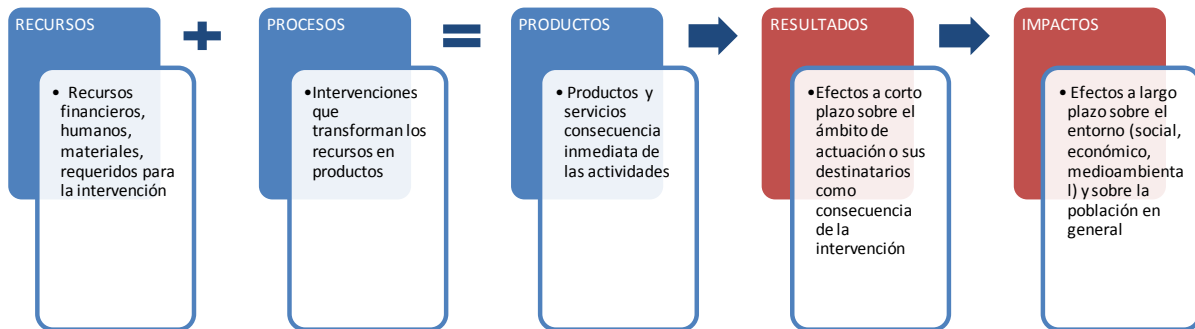 RECURSOS
• Recursos
financieros,
humanos,
materiales,
requeridos para
la intervención
PROCESOS
•Intervenciones
que
transforman los
recursos en
productos
PRODUCTOS
• Productos y
servicios
consecuencia
inmediata de
las actividades
RESULTADOS
•Efectos a corto
plazo sobre el
ámbito de
actuación o sus
destinatarios
como
consecuencia
de la
intervención
IMPACTOS
• Efectos a largo
plazo sobre el
entorno (social,
económico,
medioambienta
l) y sobre la
población en
general